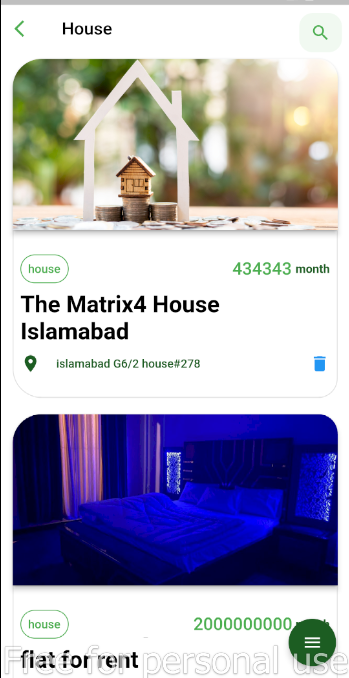 House
house
434343 month
The Matrix4 House
Islamabad
islamabad G6/2 house#278
house
2000000000
flat for rent
Free for personal use